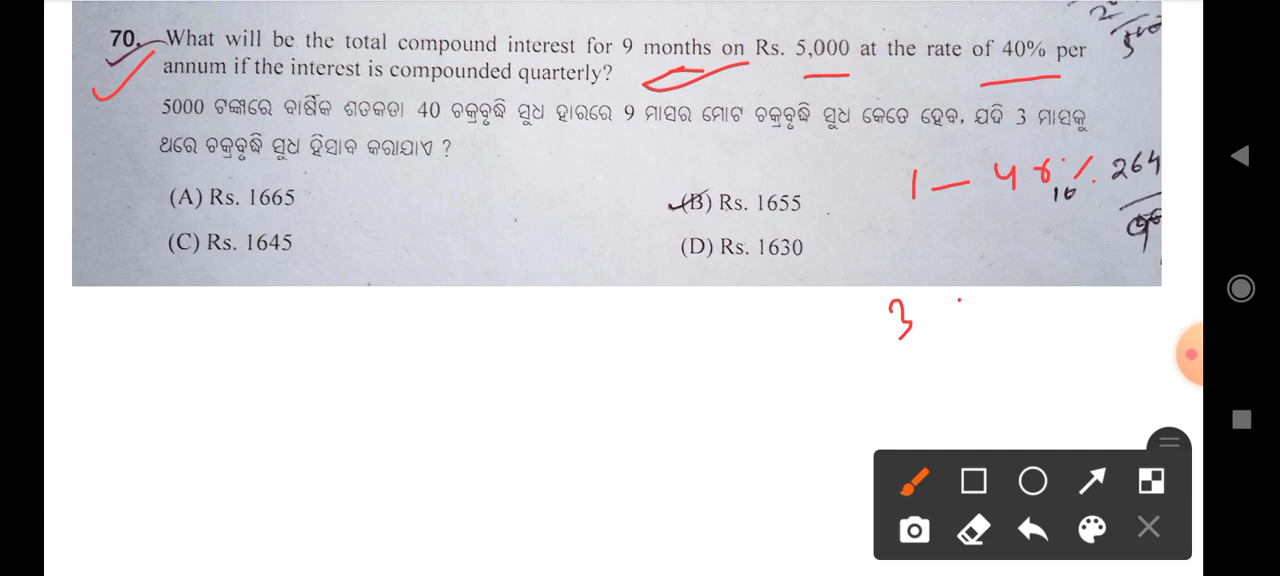 70. What will be the total compound interest for 9 months on Rs. 5,000 at the rate of 40% per
annum if the interest is compounded quarterly?
5000 ଟଙ୍କାରେ ବାର୍ଷିକ ଶତକଡା 40 ଚକ୍ରବୃଦ୍ଧି ସୁଧ ହାରରେ 9 ମାସର ମୋଟ ଚକ୍ରବୃଦ୍ଧି ସୁଧ କେତେ ହେବ, ଯଦି 3 ମାସକୁ
ଥରେ ଚକ୍ରବୃଦ୍ଧି ସୁଧ ହିସାବ କରାଯାଏ ?
(A) Rs. 1665
(B) Rs. 1655
(C) Rs. 1645
(D) Rs. 1630
264
10
3